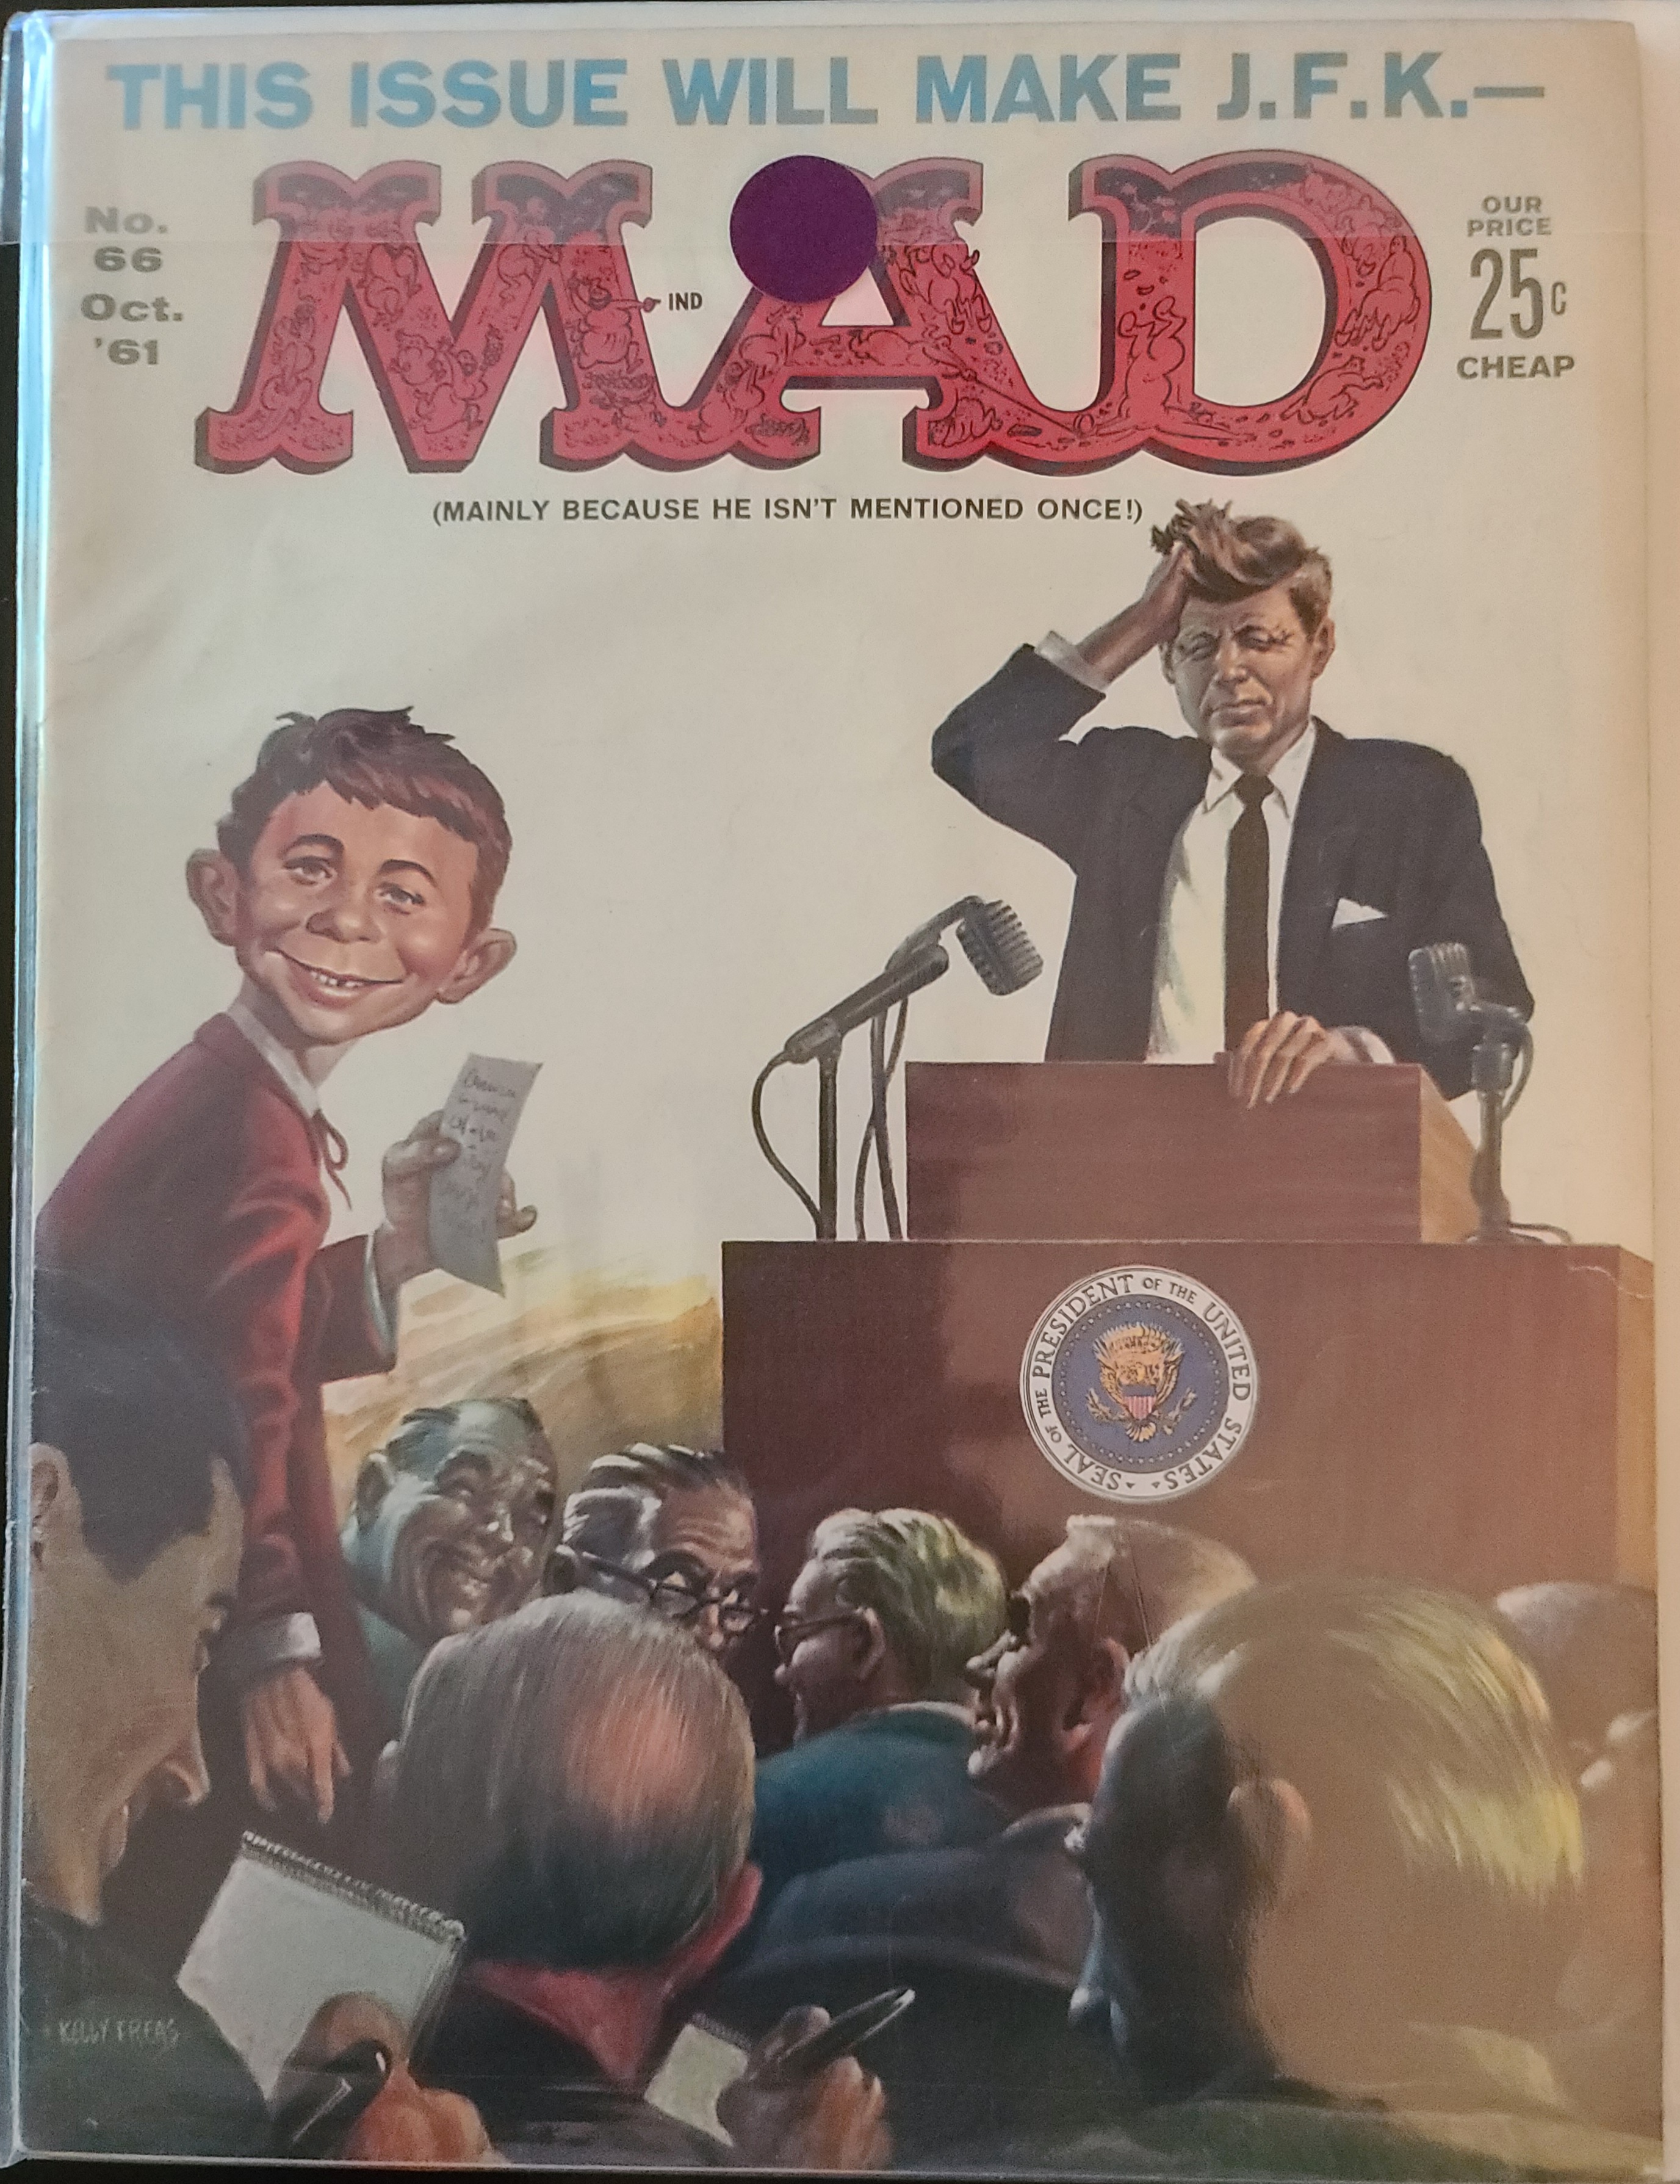 THIS ISSUE WILL MAKE J.F.K.—
MAD
No.
66
Oct.
'61
IND
OUR
PRICE
25c
CHEAP
(MAINLY BECAUSE HE ISN'T MENTIONED ONCE!)
SEAL OF THE PRESIDENT OF THE UNITED STATES
KELLY FREAS